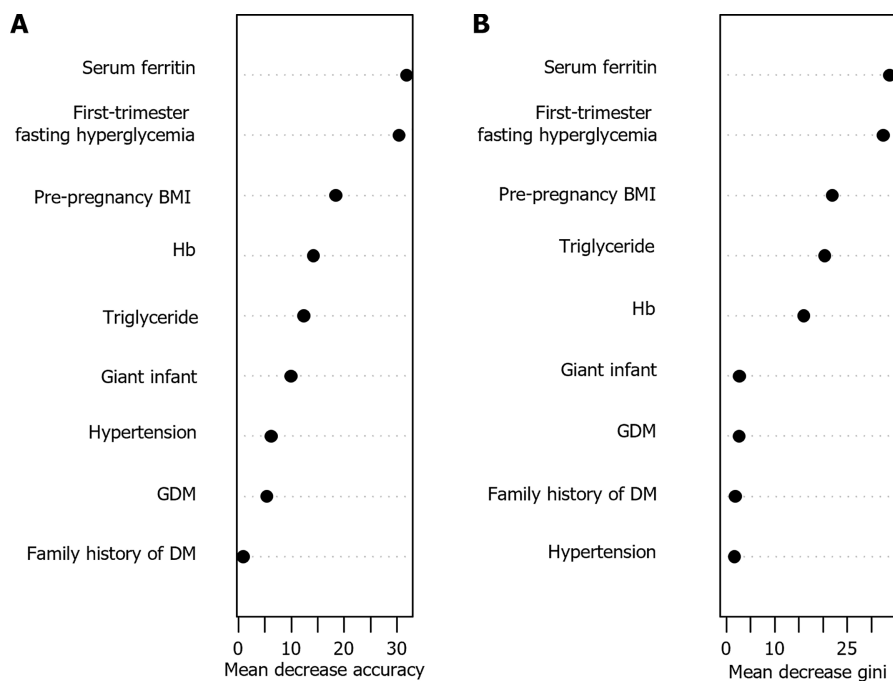 A
Serum ferritin
First-trimester
fasting hyperglycemia
Pre-pregnancy BMI
Hb
Triglyceride
Giant infant
Hypertension
GDM
Family history of DM
0 10 20 30
Mean decrease accuracy
B
Serum ferritin
First-trimester
fasting hyperglycemia
Pre-pregnancy BMI
Triglyceride
Hb
Giant infant
GDM
Family history of DM
Hypertension
0 10 25
Mean decrease gini